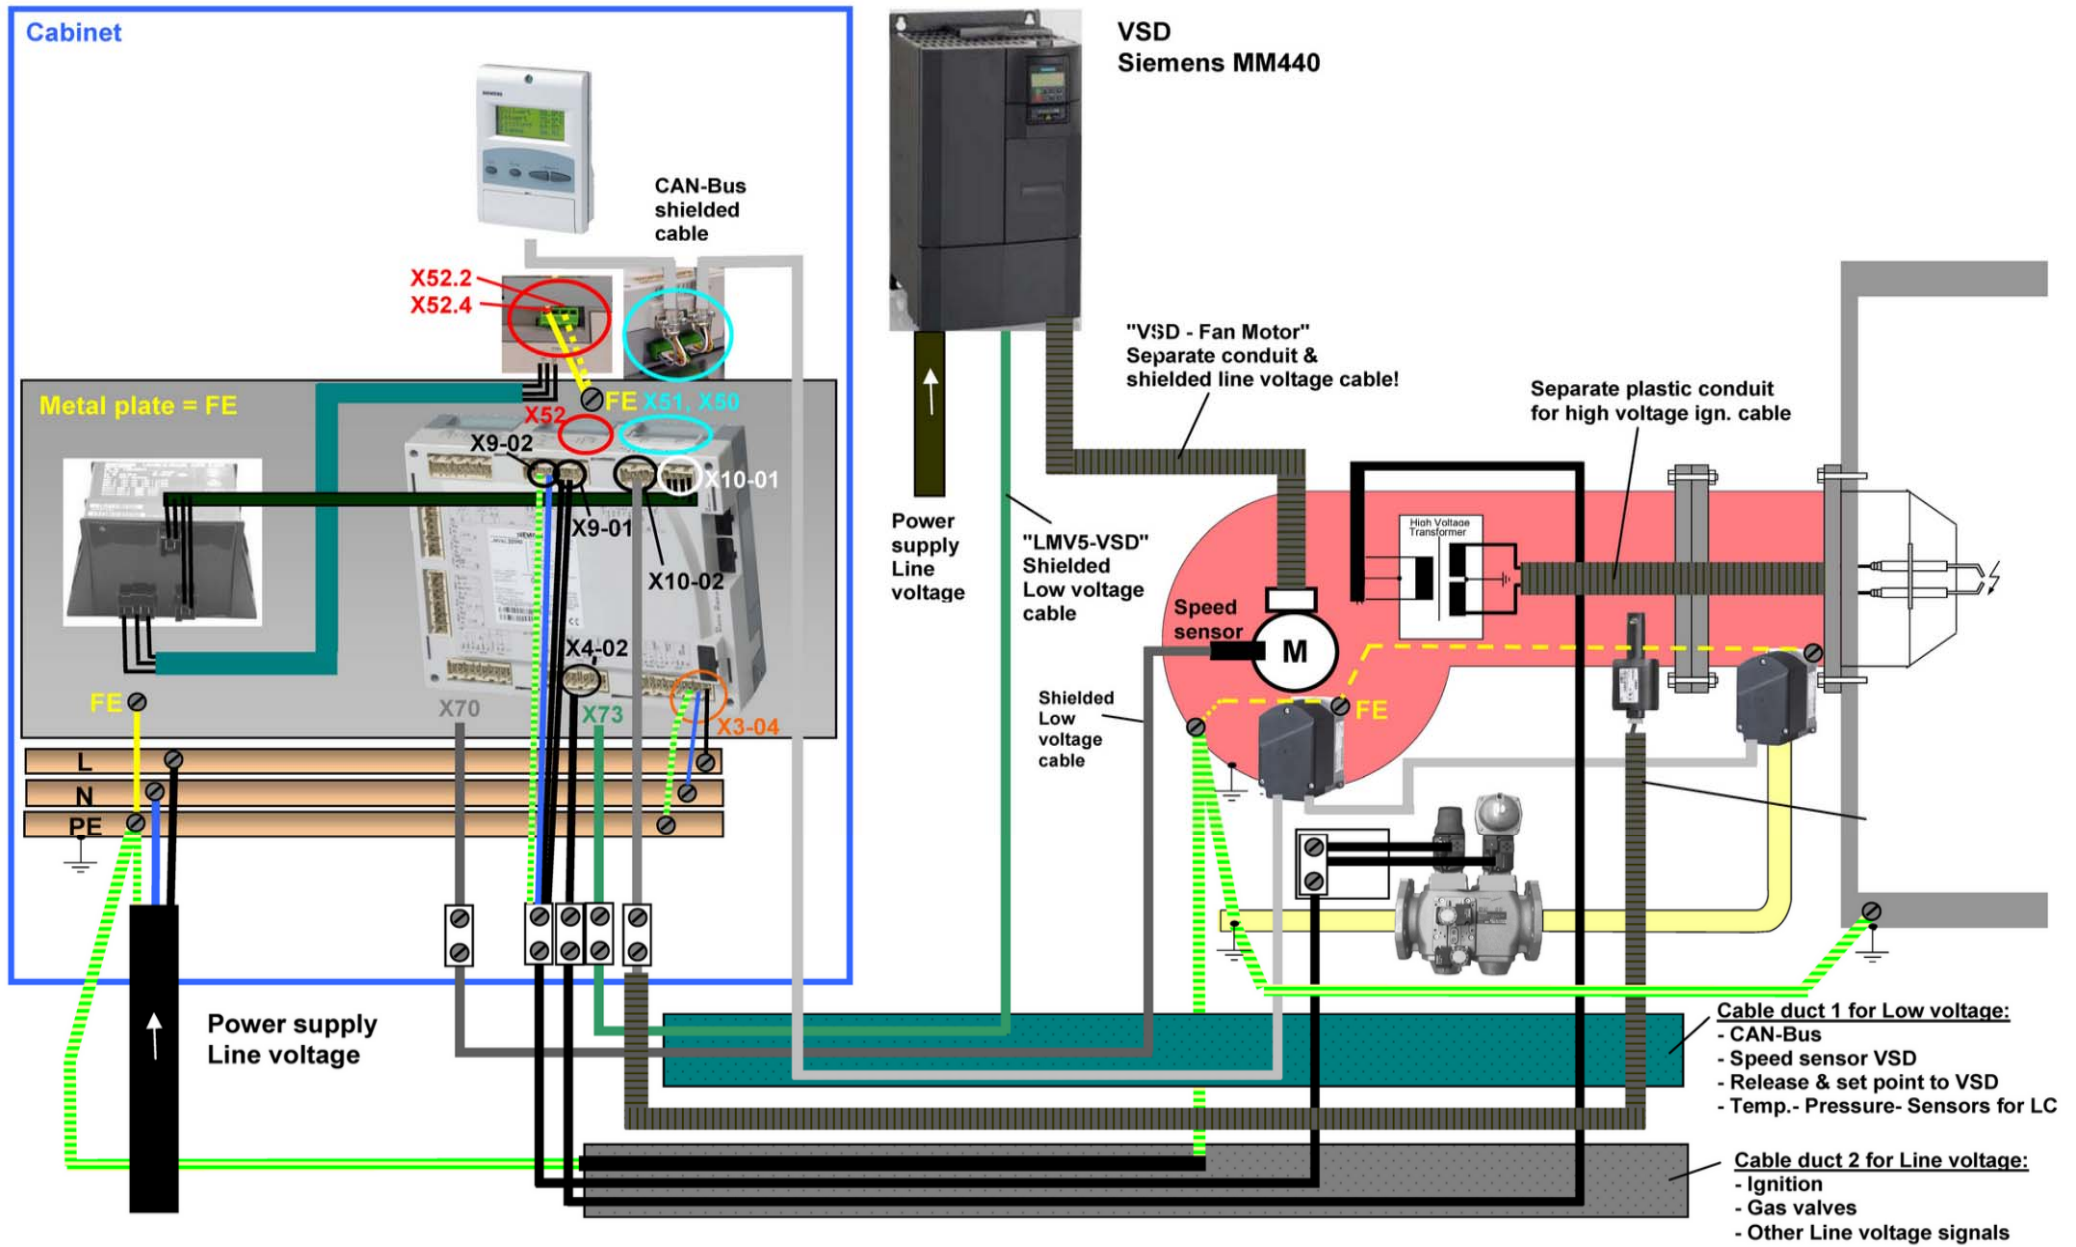 Cabinet
VSD
Siemens MM440
SIEMENS
CAN-Bus
shielded
cable
X52.2
X52.4
"VSD - Fan Motor"
Separate conduit &
shielded line voltage cable!
Separate plastic conduit
for high voltage ign. cable
Metal plate = FE
FE
X51, X50
X52
X9-02
X10-01
X9-01
X10-02
X4-02
FE
X70
X73
X3-04
L
N
PE
Power
supply
Line
voltage
"LMV5-VSD"
Shielded
Low voltage
cable
High Voltage
Transformer
Speed
sensor
M
Shielded
Low
voltage
cable
FE
Power supply
Line voltage
Cable duct 1 for Low voltage:
- CAN-Bus
- Speed sensor VSD
- Release & set point to VSD
- Temp.- Pressure- Sensors for LC
Cable duct 2 for Line voltage:
- Ignition
- Gas valves
- Other Line voltage signals